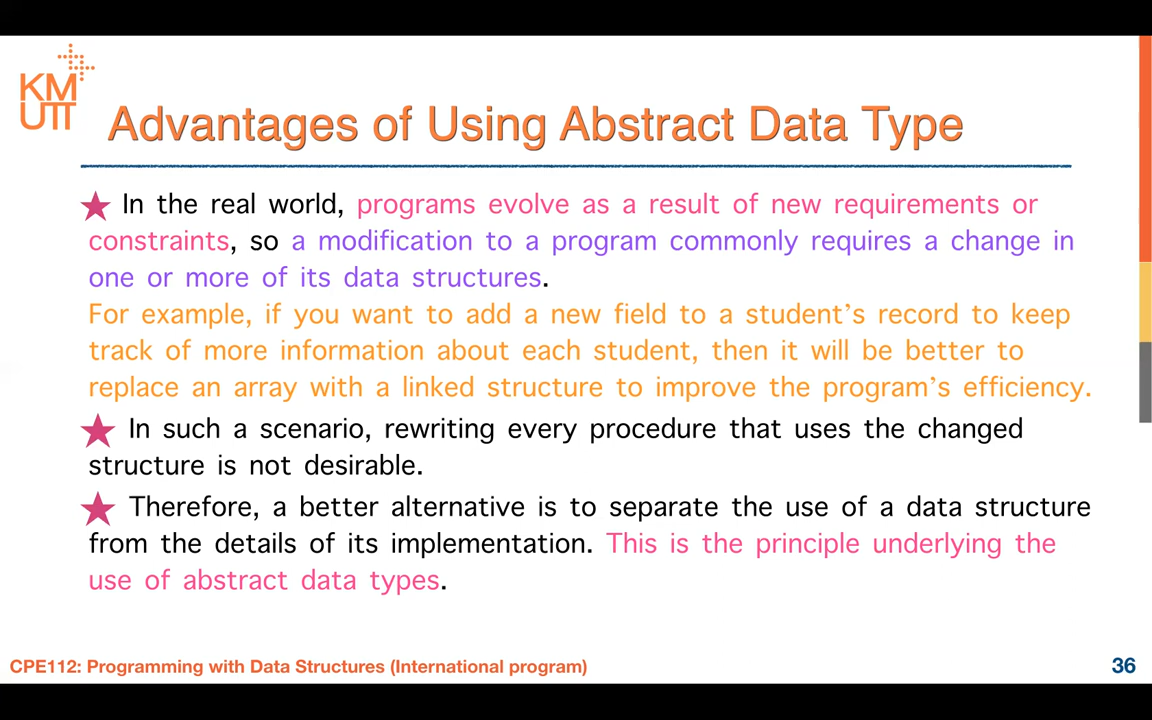 KM
UTT
Advantages of Using Abstract Data Type
In the real world, programs evolve as a result of new requirements or
constraints, so a modification to a program commonly requires a change in
one or more of its data structures.
For example, if you want to add a new field to a student's record to keep
track of more information about each student, then it will be better to
replace an array with a linked structure to improve the program's efficiency.
In such a scenario, rewriting every procedure that uses the changed
structure is not desirable.
Therefore, a better alternative is to separate the use of a data structure
from the details of its implementation. This is the principle underlying the
use of abstract data types.
CPE112: Programming with Data Structures (International program)
36